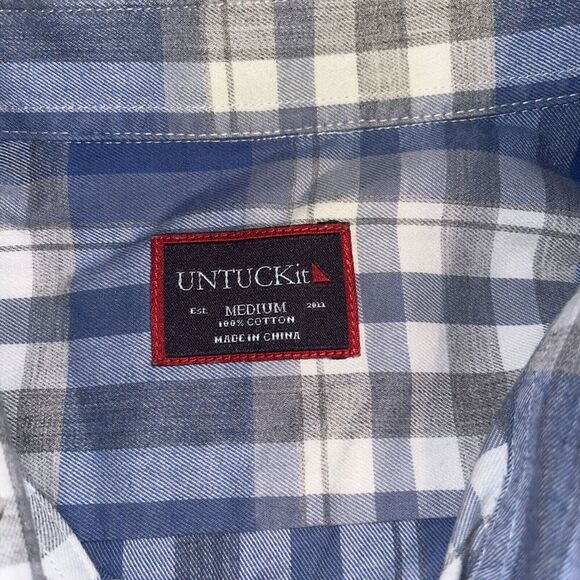 UNTUCKit
Est. MEDIUM 2011
100% COTTON
MADE IN CHINA